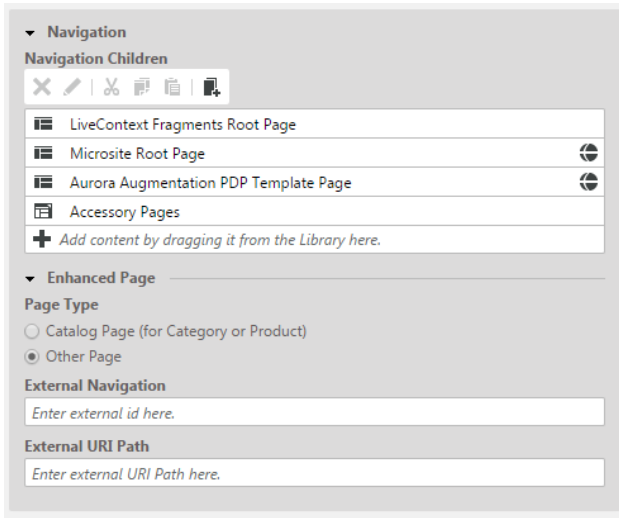 Navigation
Navigation Children
LiveContext Fragments Root Page
Microsite Root Page
Aurora Augmentation PDP Template Page
Accessory Pages
Add content by dragging it from the Library here.
Enhanced Page
Page Type
Catalog Page (for Category or Product)
Other Page
External Navigation
Enter external id here.
External URI Path
Enter external URI Path here.